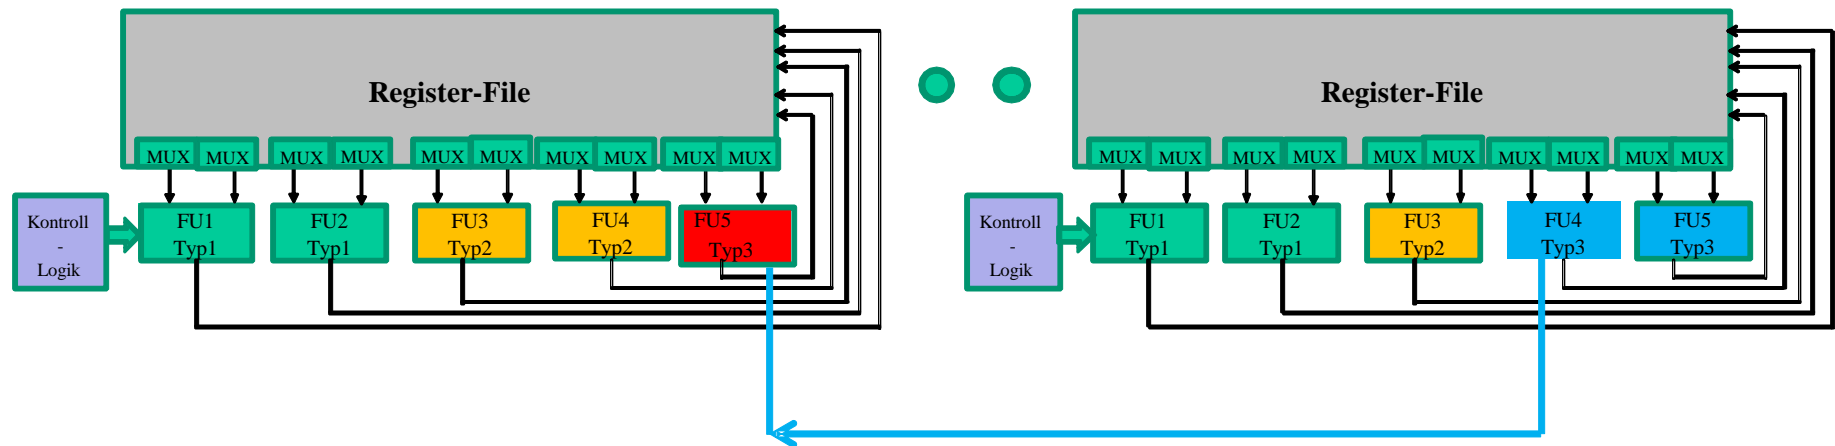 Register-File
MUX MUX MUX MUX MUX MUX MUX MUX MUX MUX
Kontroll
-
Logik
FU1
Typ1
FU2
Typ1
FU3
Typ2
FU4
Typ2
FU5
Typ3
Register-File
MUX MUX MUX MUX MUX MUX MUX MUX MUX MUX
Kontroll
-
Logik
FU1
Typ1
FU2
Typ1
FU3
Typ2
FU4
Typ3
FU5
Typ3